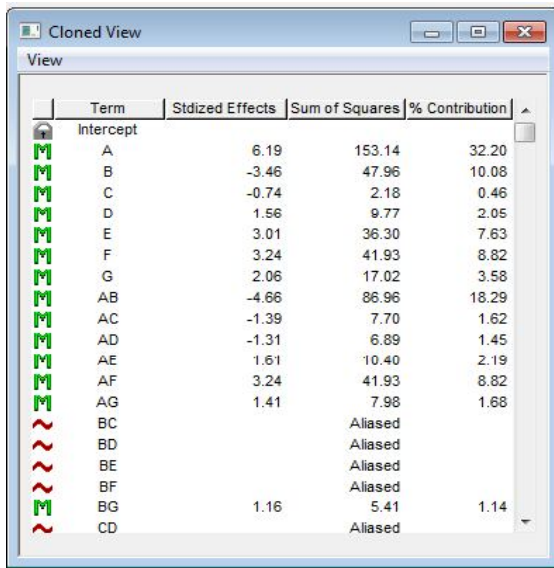 Cloned View
View
Term Stdized Effects Sum of Squares % Contribution
Intercept
M A 6.19 153.14 32.20
M B -3.46 47.96 10.08
M C -0.74 2.18 0.46
M D 1.56 9.77 2.05
M E 3.01 36.30 7.63
M F 3.24 41.93 8.82
M G 2.06 17.02 3.58
M AB -4.66 86.96 18.29
M AC -1.39 7.70 1.62
M AD -1.31 6.89 1.45
M AE 1.61 10.40 2.19
M AF 3.24 41.93 8.82
M AG 1.41 7.98 1.68
BC Aliased
BD Aliased
BE Aliased
BF Aliased
M BG 1.16 5.41 1.14
CD Aliased